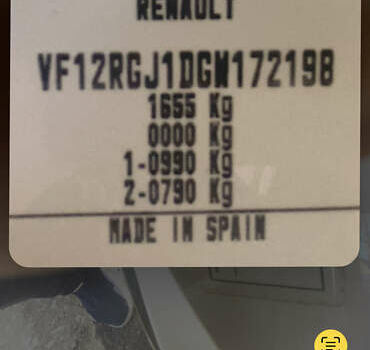 RENAULT
VF12RGJ1DGW172198
1655 Kg
0000 Kg
1-0990 Kg
2-0790 Kg
MADE IN SPAIN